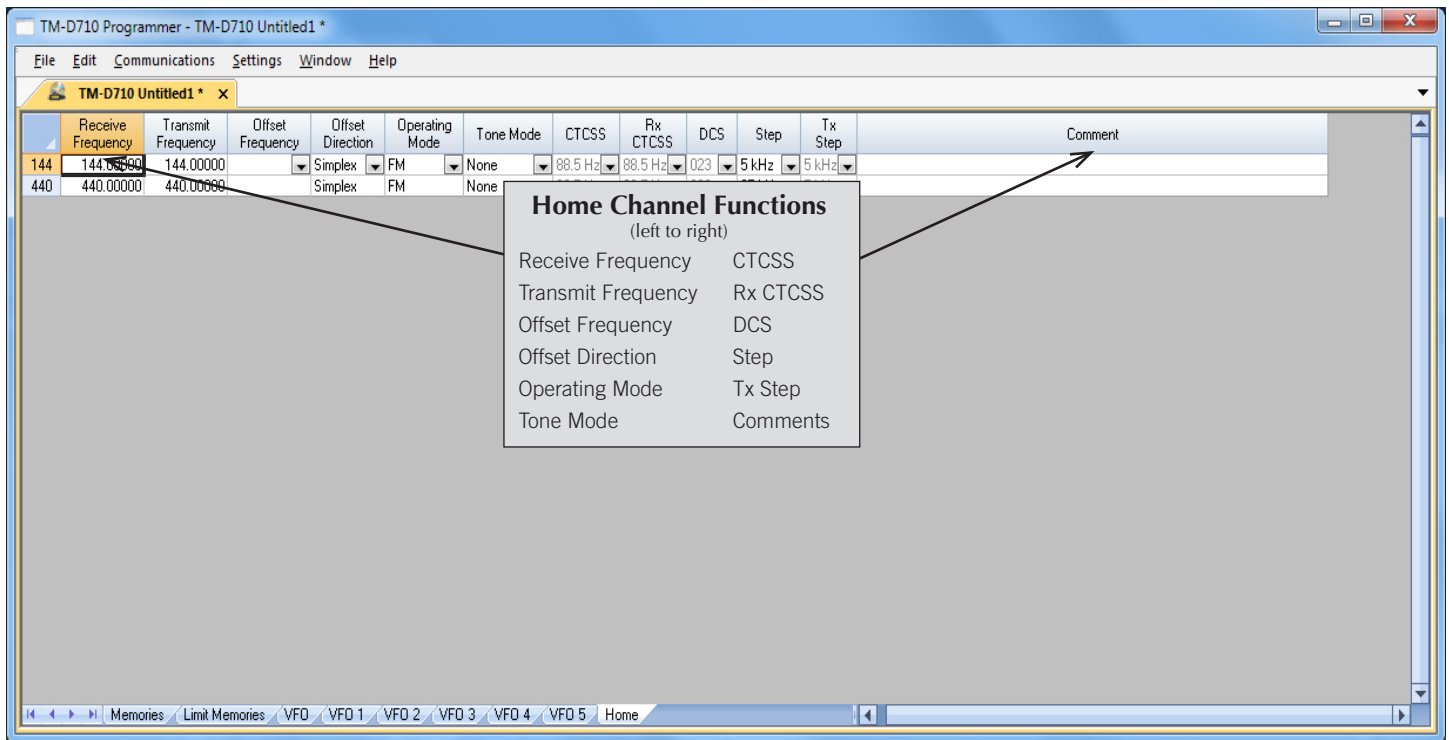 TM-D710 Programmer - TM-D710 Untitled1 *
File Edit Communications Settings Window Help
TM-D710 Untitled1 * x
Receive Frequency Transmit Frequency Offset Frequency Offset Direction Operating Mode Tone Mode CTCSS Rx CTCSS DCS Step Tx Step Comment
144 144.00000 144.00000 Simplex FM None 88.5 Hz 88.5 Hz 023 5 kHz 5 kHz
440 440.00000 440.00000 Simplex FM None
Home Channel Functions
(left to right)
Receive Frequency CTCSS
Transmit Frequency Rx CTCSS
Offset Frequency DCS
Offset Direction Step
Operating Mode Tx Step
Tone Mode Comments
Memories Limit Memories VFO VFO 1 VFO 2 VFO 3 VFO 4 VFO 5 Home